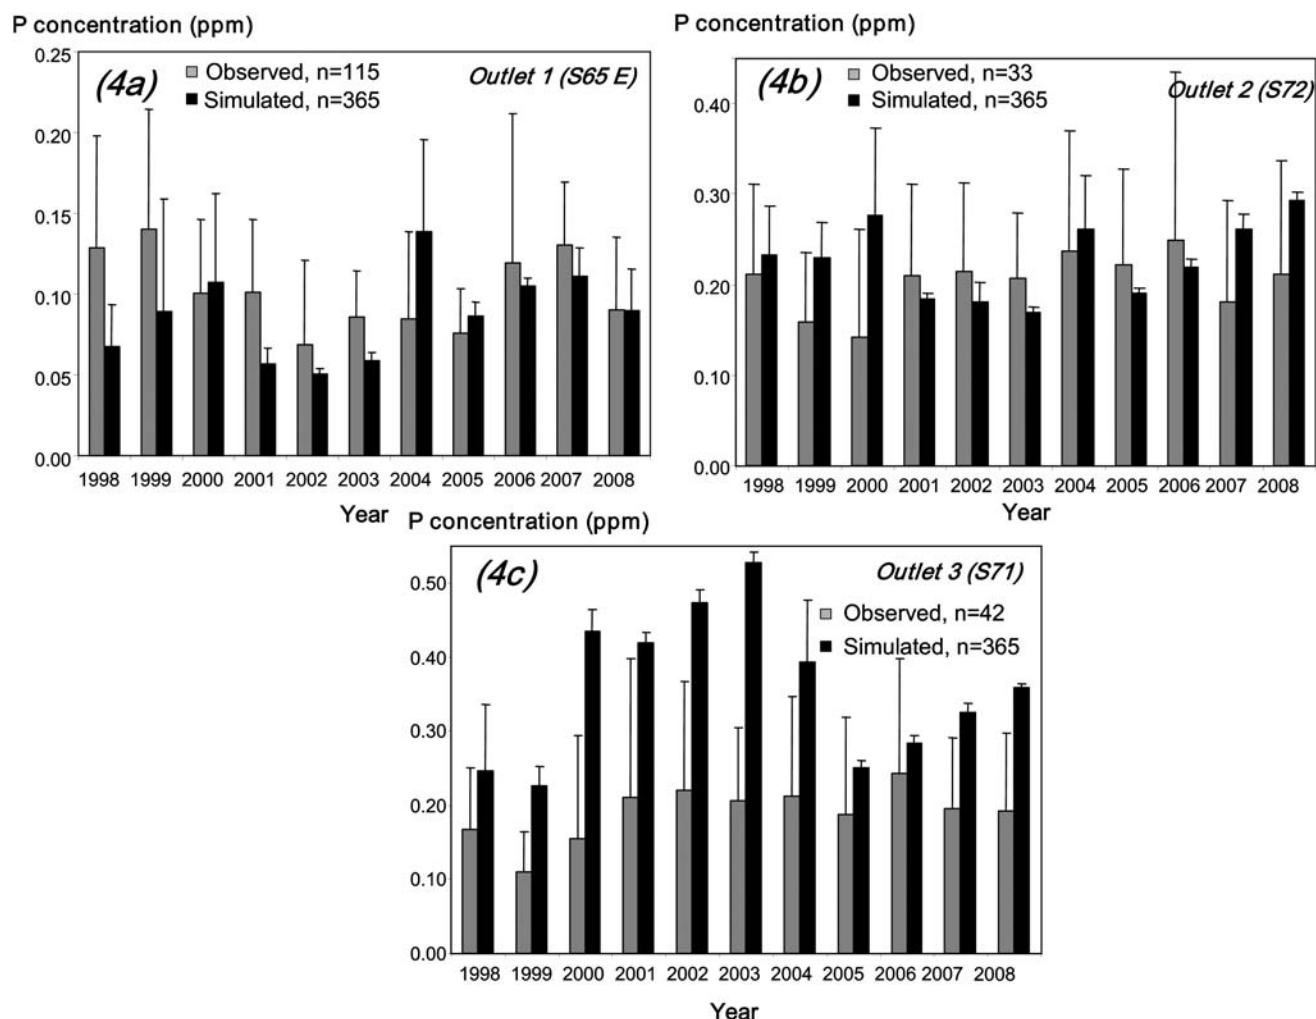 P concentration (ppm)
(4a)
Observed, n=115
Simulated, n=365
Outlet 1 (S65 E)
0.25
0.20
0.15
0.10
0.05
0.00
1998 1999 2000 2001 2002 2003 2004 2005 2006 2007 2008
Year
P concentration (ppm)
(4b)
Observed, n=33
Simulated, n=365
Outlet 2 (S72)
0.40
0.30
0.20
0.10
0.00
1998 1999 2000 2001 2002 2003 2004 2005 2006 2007 2008
Year
P concentration (ppm)
(4c)
Outlet 3 (S71)
Observed, n=42
Simulated, n=365
0.50
0.40
0.30
0.20
0.10
0.00
1998 1999 2000 2001 2002 2003 2004 2005 2006 2007 2008
Year